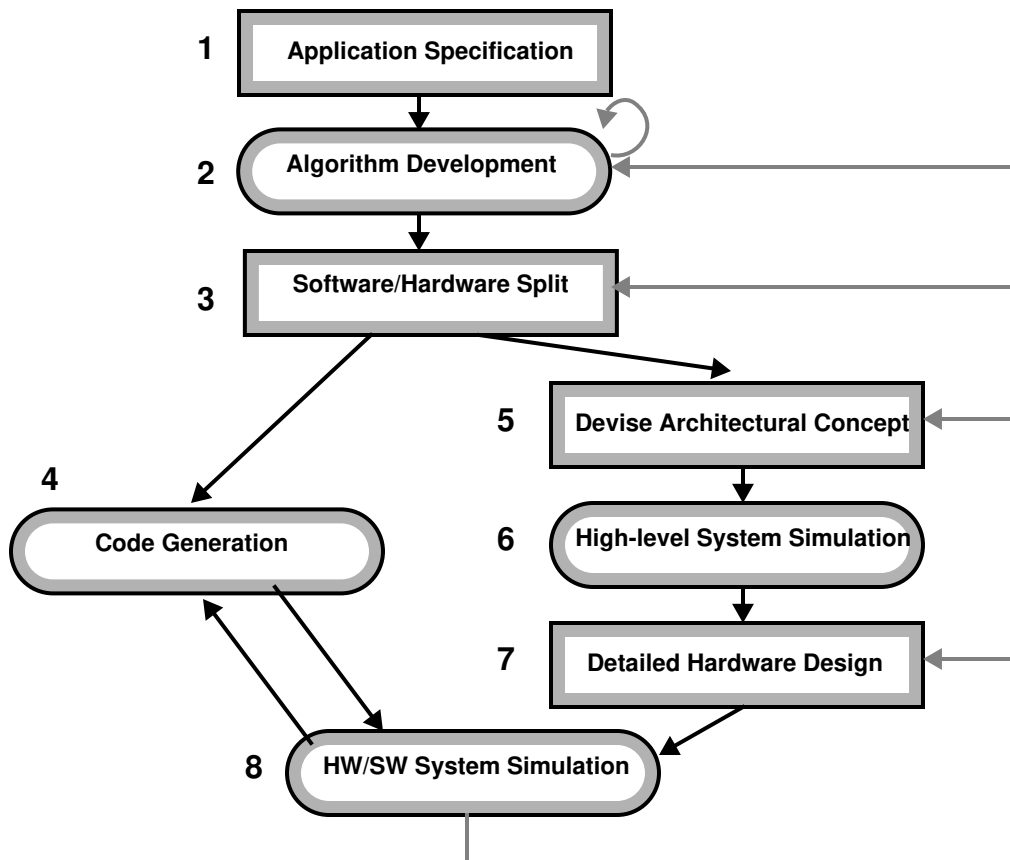 1
Application Specification
2
Algorithm Development
3
Software/Hardware Split
4
Code Generation
5
Devise Architectural Concept
6
High-level System Simulation
7
Detailed Hardware Design
8
HW/SW System Simulation